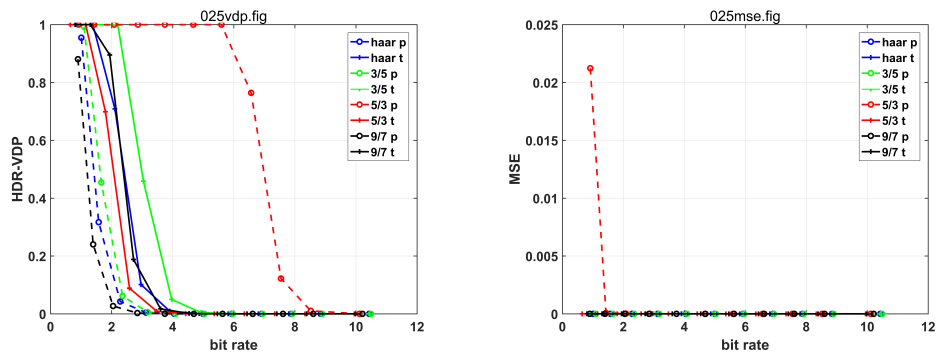 025vdp.fig
HDR-VDP
1
0.8
0.6
0.4
0.2
0
0 2 4 6 8 10 12
bit rate
haar p
haar t
3/5 p
3/5 t
5/3 p
5/3 t
9/7 p
9/7 t
025mse.fig
MSE
0.025
0.02
0.015
0.01
0.005
0
0 2 4 6 8 10 12
bit rate
haar p
haar t
3/5 p
3/5 t
5/3 p
5/3 t
9/7 p
9/7 t